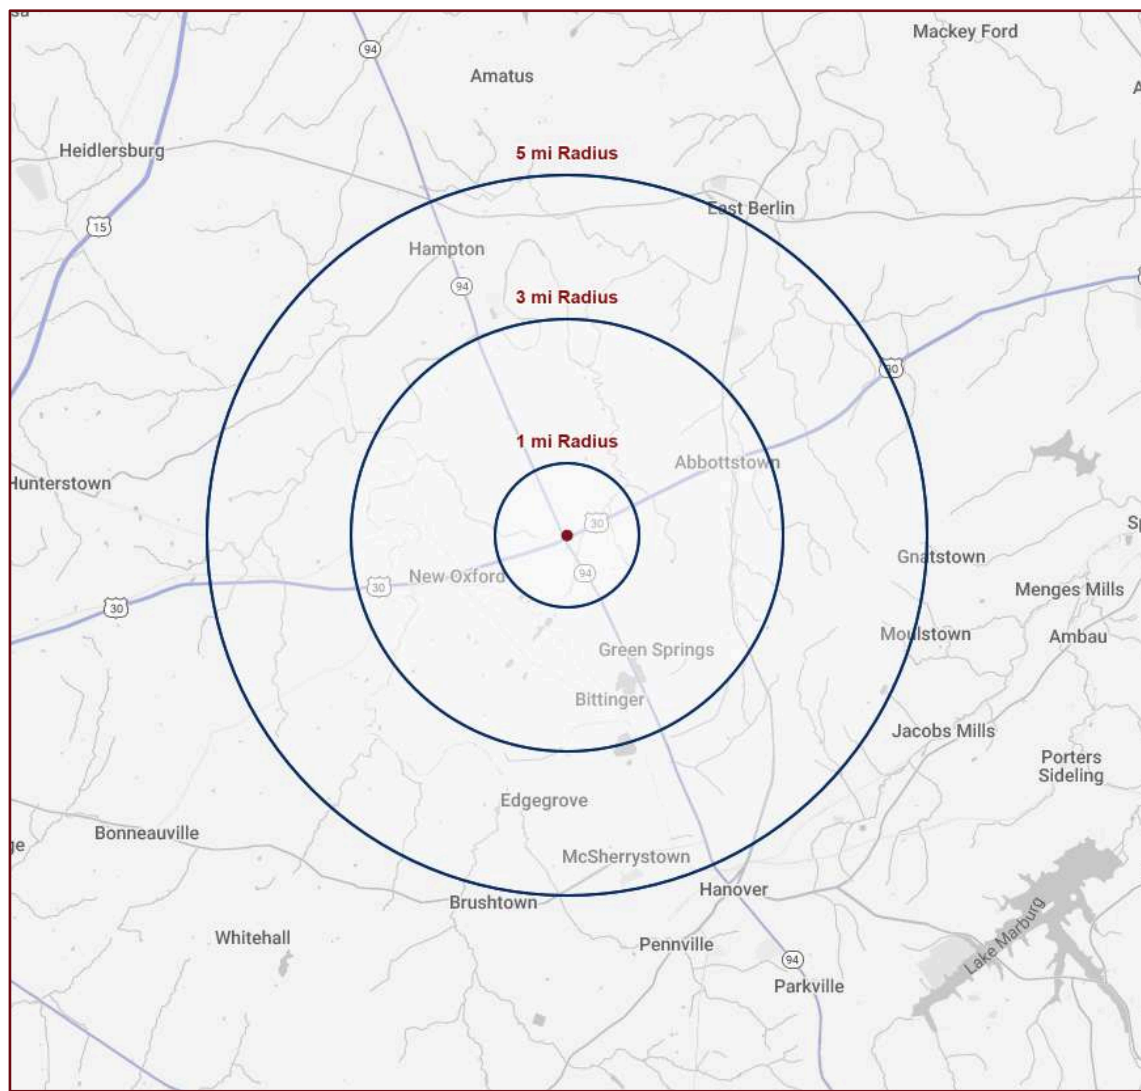 94
Mackey Ford
Amatus
Heidlersburg
5 mi Radius
East Berlin
15
Hampton
94
3 mi Radius
30
1 mi Radius
Abbottstown
Hunterstown
30
Gnatstown
New Oxford
94
30
Menges Mills
30
Moulstown
Ambau
Green Springs
Bittinger
Jacobs Mills
Porters
Sideling
Edgegrove
Bonneauville
McSherrystown
Hanover
Brushtown
Lake Marburg
Whitehall
Pennville
94
Parkville